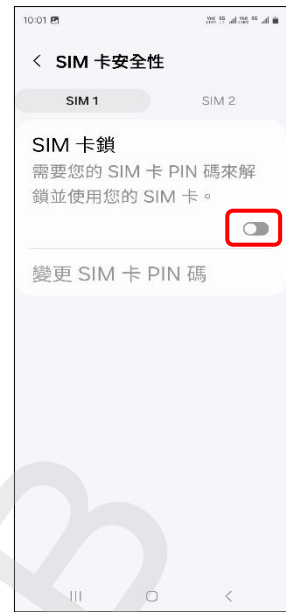 10:01
SIM 卡安全性
SIM 1 SIM 2
SIM 卡鎖
需要您的 SIM 卡 PIN 碼來解
鎖並使用您的 SIM 卡。
變更 SIM 卡 PIN 碼